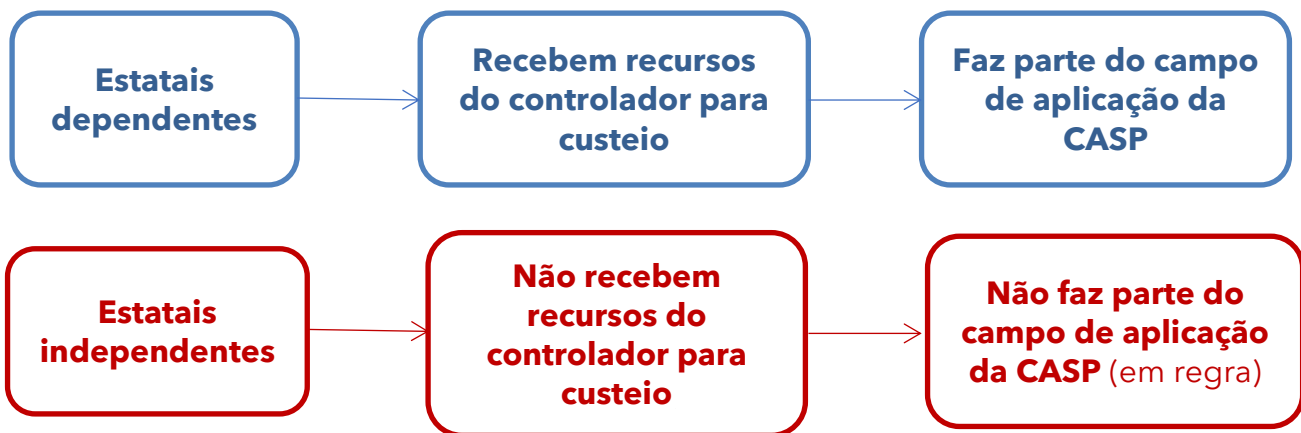 Estatais
dependentes
Recebem recursos
do controlador para
custeio
Faz parte do campo
de aplicação da
CASP
Estatais
independentes
Não recebem
recursos do
controlador para
custeio
Não faz parte do
campo de aplicação
da CASP (em regra)